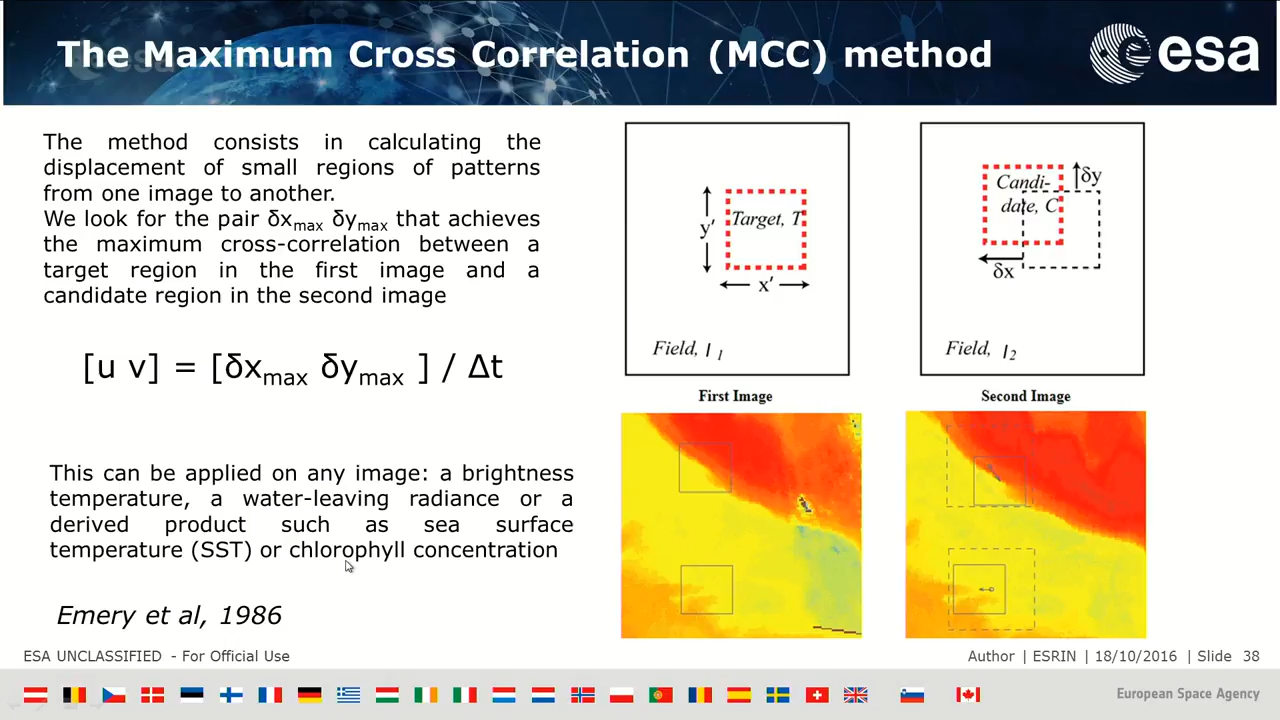 The Maximum Cross Correlation (MCC) method
esa
The method consists in calculating the
displacement of small regions of patterns
from one image to another.
We look for the pair δxmax δymax that achieves
the maximum cross-correlation between a
target region in the first image and a
candidate region in the second image
[u v] = [δxmax δymax ] / Δt
This can be applied on any image: a brightness
temperature, a water-leaving radiance or a
derived product such as sea surface
temperature (SST) or chlorophyll concentration
Emery et al, 1986
Target, T
y'
x'
Field, I1
First Image
Candi-
date, C
δy
δx
Field, I2
Second Image
ESA UNCLASSIFIED - For Official Use
Author | ESRIN | 18/10/2016 | Slide 38
European Space Agency